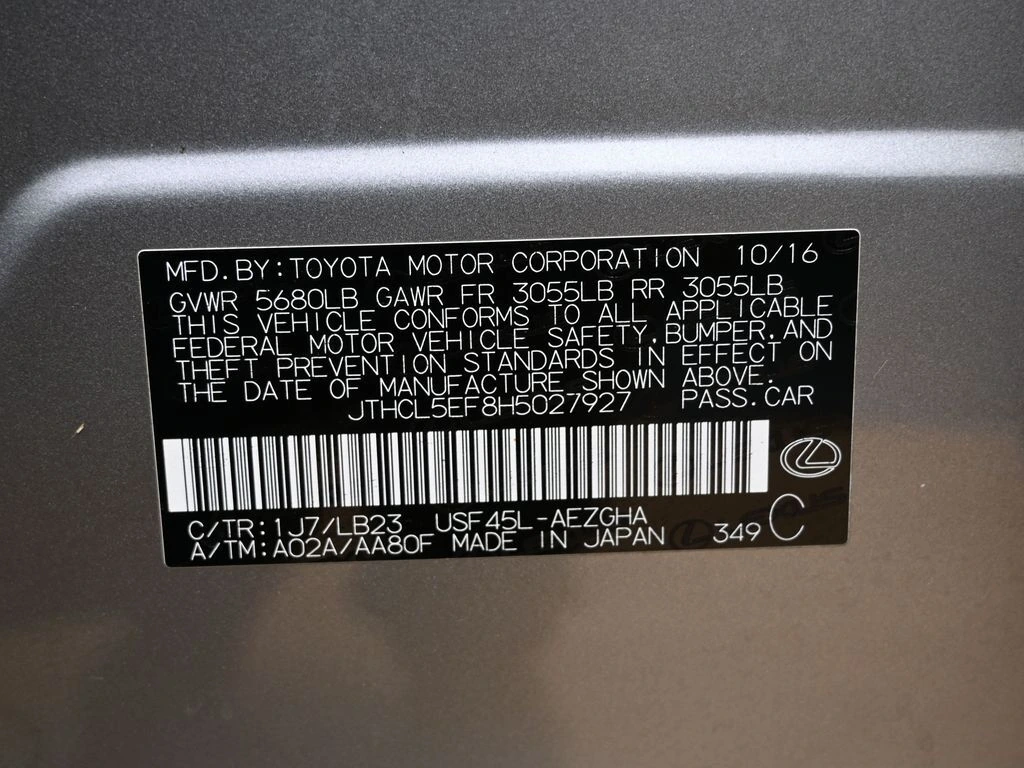 MFD.BY:TOYOTA MOTOR CORPORATION 10/16
GVWR 5680LB GAWR FR 3055LB RR 3055LB
THIS VEHICLE CONFORMS TO ALL APPLICABLE
FEDERAL MOTOR VEHICLE SAFETY,BUMPER,AND
THEFT PREVENTION STANDARDS IN EFFECT ON
THE DATE OF MANUFACTURE SHOWN ABOVE.
JTHCL5EF8H5027927 PASS.CAR
C/TR:1J7/LB23 USF45L-AEZGHA
A/TM:A02A/AA80F MADE IN JAPAN 349 C